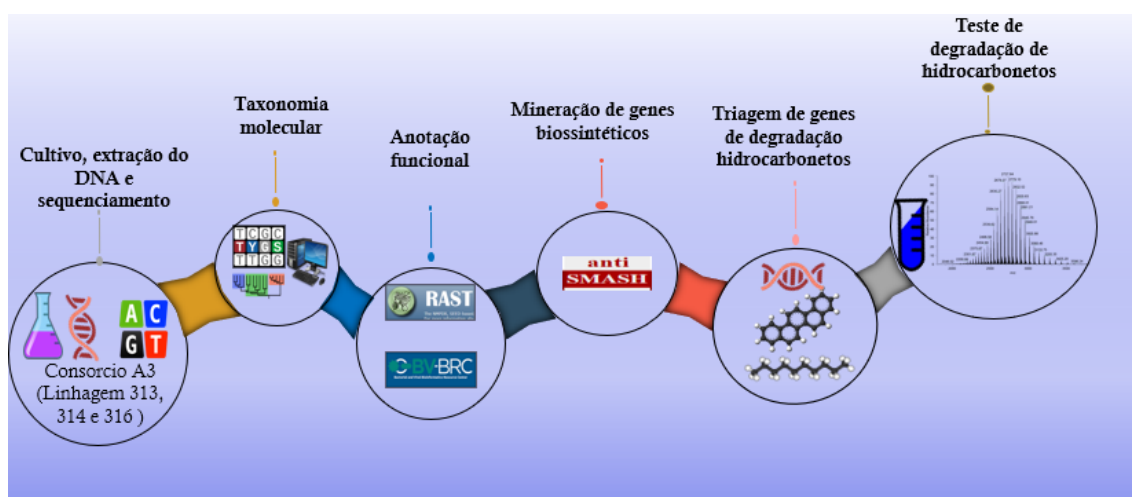 Cultivo, extração do
DNA e
sequenciamento
A C
G T
Consorcio A3
(Linhagem 313,
314 e 316 )
Taxonomia
molecular
TCGC
TYGS
TTGG
Anotação
funcional
RAST
BV-BRC
Mineração de genes
biossintéticos
anti
SMASH
Triagem de genes
de degradação
hidrocarbonetos
Teste de
degradação de
hidrocarbonetos